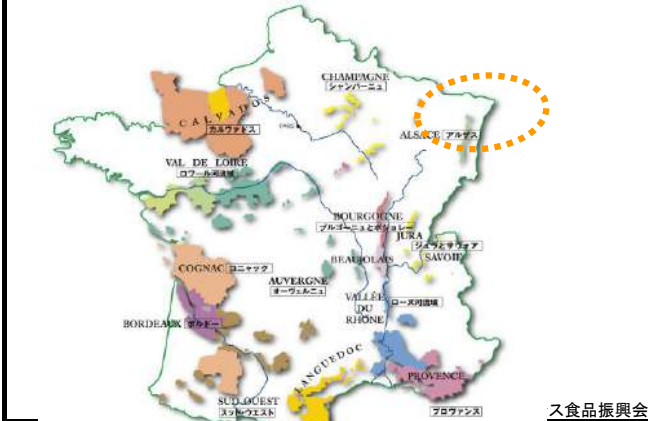 CHAMPAGNE
シャンパーニュ
CALVADOS
カルヴァドス
PARIS
ALSACE アルザス
VAL DE LOIRE
ロワール河流域
BOURGOGNE
ブルゴーニュとボジョレー
JURA
ジュラとサヴォア
SAVOIE
BEAUJOLAIS
COGNAC コニャック
AUVERGNE
オーヴェルニュ
VALLÉE
DU
RHÔNE
ローヌ河流域
BORDEAUX ボルドー
LANGUEDOC
PROVENCE
プロヴァンス
SUD OUEST
スッド・ウエスト
ス食品振興会